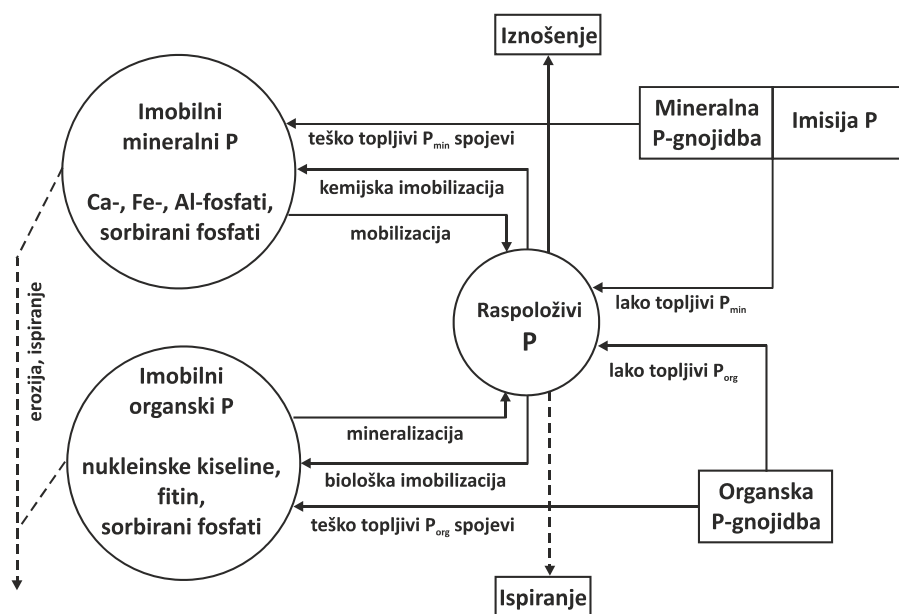 Iznošenje
Imobilni
mineralni P
Ca-, Fe-, Al-fosfati,
sorbirani fosfati
teško topljivi Pmin spojevi
Mineralna
P-gnojidba
Imisija P
kemijska imobilizacija
mobilizacija
Raspoloživi
P
lako topljivi Pmin
erozija, ispiranje
lako topljivi Porg
Imobilni
organski P
nukleinske kiseline,
fitin,
sorbirani fosfati
mineralizacija
biološka imobilizacija
teško topljivi Porg spojevi
Organska
P-gnojidba
Ispiranje